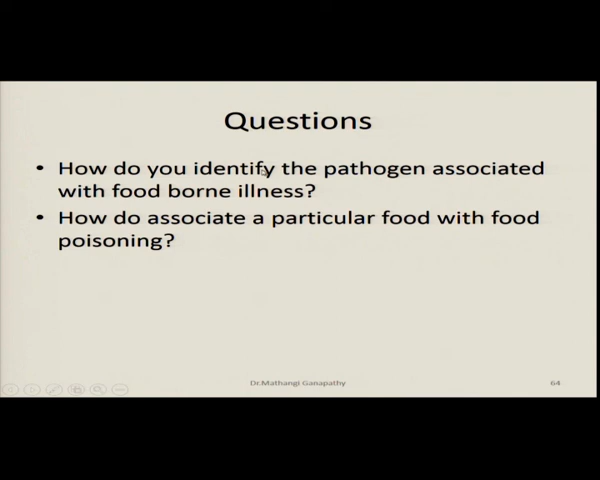 Questions
• How do you identify the pathogen associated
with food borne illness?
• How do associate a particular food with food
poisoning?
Dr.Mathangi Ganapathy
64